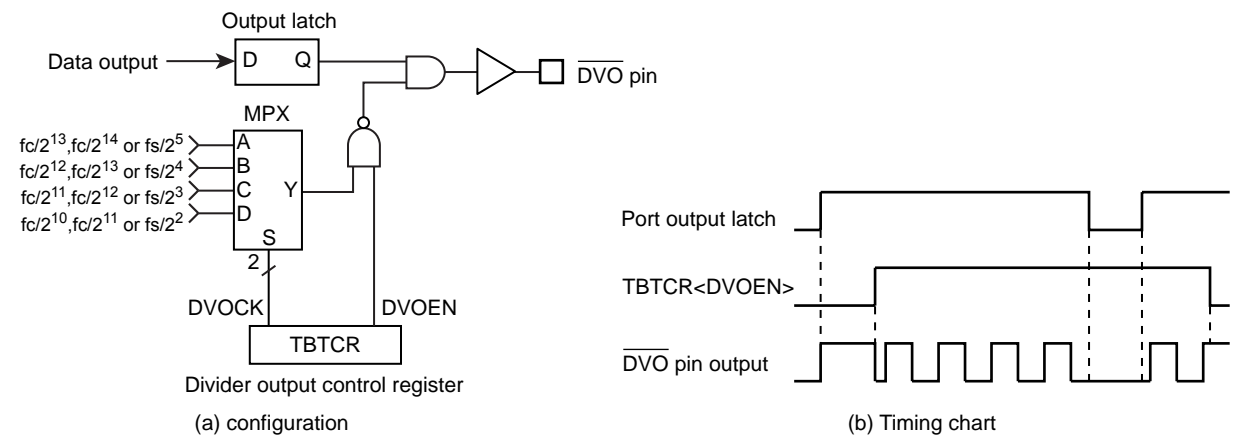 Output latch
Data output
D Q
DVO pin
MPX
fc/2^13,fc/2^14 or fs/2^5
A
fc/2^12,fc/2^13 or fs/2^4
B
fc/2^11,fc/2^12 or fs/2^3
C
Y
fc/2^10,fc/2^11 or fs/2^2
D
S
2
DVOCK
DVOEN
TBTCR
Divider output control register
(a) configuration
Port output latch
TBTCR<DVOEN>
DVO pin output
(b) Timing chart